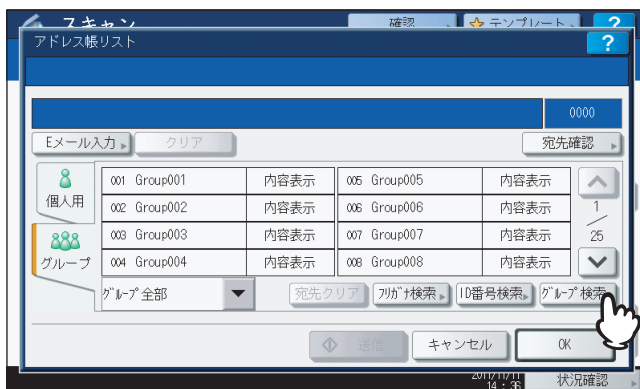 スキャン 確認 テンプレート ?
アドレス帳リスト ?
0000
Eメール入力 クリア 宛先確認
個人用
グループ
001 Group001 内容表示 005 Group005 内容表示
002 Group002 内容表示 006 Group006 内容表示
003 Group003 内容表示 007 Group007 内容表示
004 Group004 内容表示 008 Group008 内容表示
1
25
グループ全部 宛先クリア フリガナ検索 ID番号検索 グループ検索
送信 キャンセル OK
2011/11/11
14:36 状況確認